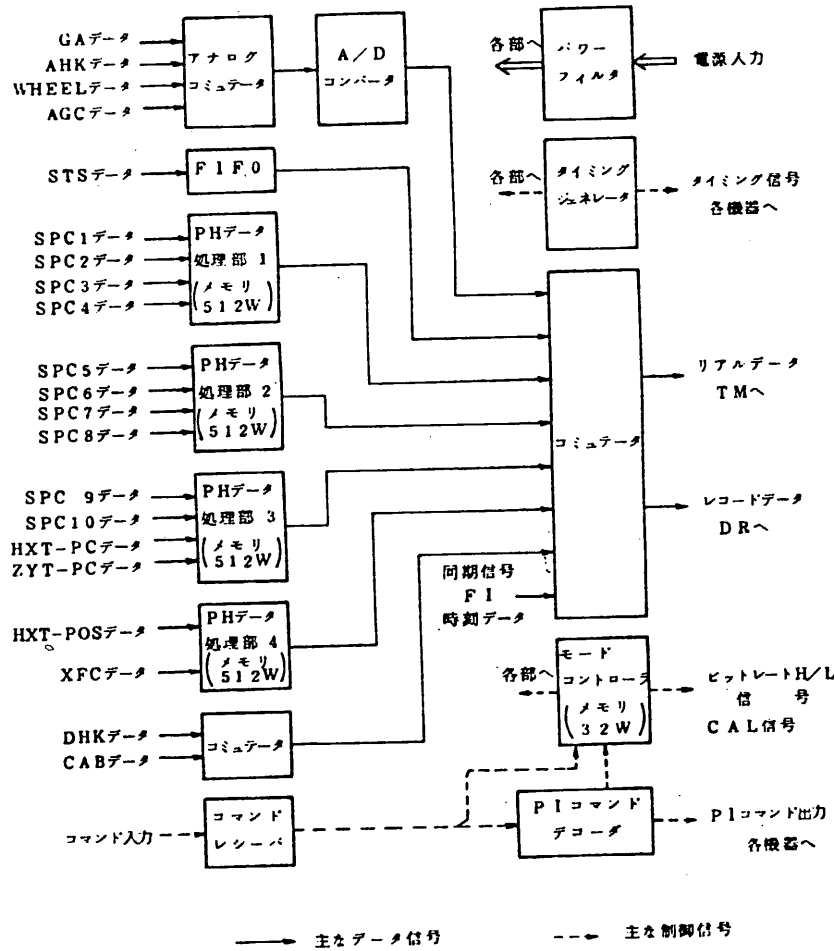 GAデータ
AHKデータ
WHEELデータ
AGCデータ
アナログ
コミュテータ
A/D
コンバータ
各部へ
パワー
フィルタ
電源入力
STSデータ
FIFO
各部へ
タイミング
ジェネレータ
タイミング信号
各機器へ
SPC1データ
SPC2データ
SPC3データ
SPC4データ
PHデータ
処理部 1
(メモリ
512W)
SPC5データ
SPC6データ
SPC7データ
SPC8データ
PHデータ
処理部 2
(メモリ
512W)
コミュテータ
リアルデータ
TMへ
SPC 9データ
SPC10データ
HXT-PCデータ
ZYT-PCデータ
PHデータ
処理部 3
(メモリ
512W)
レコードデータ
DRへ
同期信号
FI
時刻データ
HXT-POSデータ
XFCデータ
PHデータ
処理部 4
(メモリ
512W)
各部へ
モード
コントローラ
(メモリ
32W)
ビットレートH/L
信 号
CAL信号
DHKデータ
CABデータ
コミュテータ
コマンド入力
コマンド
レシーバ
PIコマンド
デコーダ
PIコマンド出力
各機器へ
主なデータ信号
主な制御信号